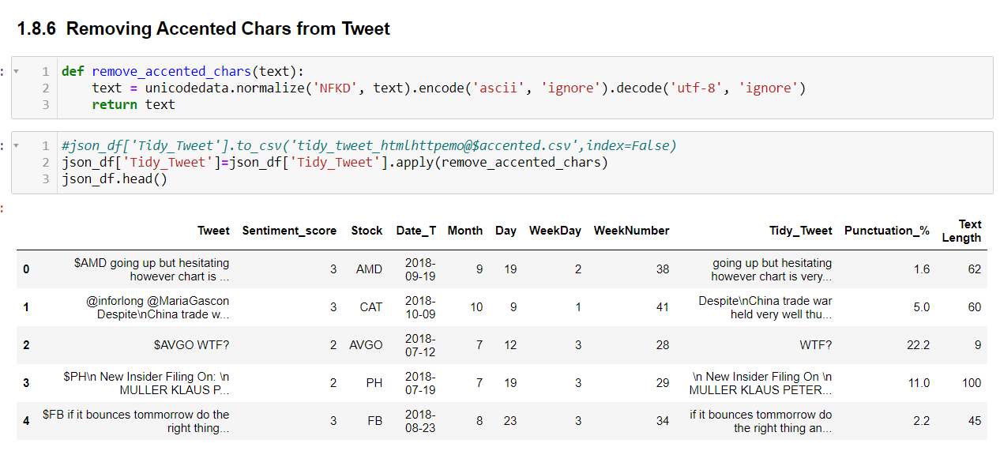 1.8.6 Removing Accented Chars from Tweet
: 1 def remove_accented_chars(text):
2 text = unicodedata.normalize('NFKD', text).encode('ascii', 'ignore').decode('utf-8', 'ignore')
3 return text
: 1 #json_df['Tidy_Tweet'].to_csv('tidy_tweet_htmlhttpemo@$accented.csv',index=False)
2 json_df['Tidy_Tweet']=json_df['Tidy_Tweet'].apply(remove_accented_chars)
3 json_df.head()
:
Tweet Sentiment_score Stock Date_T Month Day WeekDay WeekNumber Tidy_Tweet Punctuation_% Text
Length
0 $AMD going up but hesitating 3 AMD 2018- 9 19 2 38 going up but hesitating 1.6 62
however chart is ... 09-19 however chart is very...
1 @inforlong @MariaGascon 3 CAT 2018- 10 9 1 41 Despite\nChina trade war 5.0 60
Despite\nChina trade w... 10-09 held very well thu...
2 $AVGO WTF? 2 AVGO 2018- 7 12 3 28 WTF? 22.2 9
07-12
3 $PH\n New Insider Filing On: \n 2 PH 2018- 7 19 3 29 \n New Insider Filing On \n 11.0 100
MULLER KLAUS P... 07-19 MULLER KLAUS PETER...
4 $FB if it bounces tommorrow do the 3 FB 2018- 8 23 3 34 if it bounces tommorrow do 2.2 45
right thing... 08-23 the right thing an...